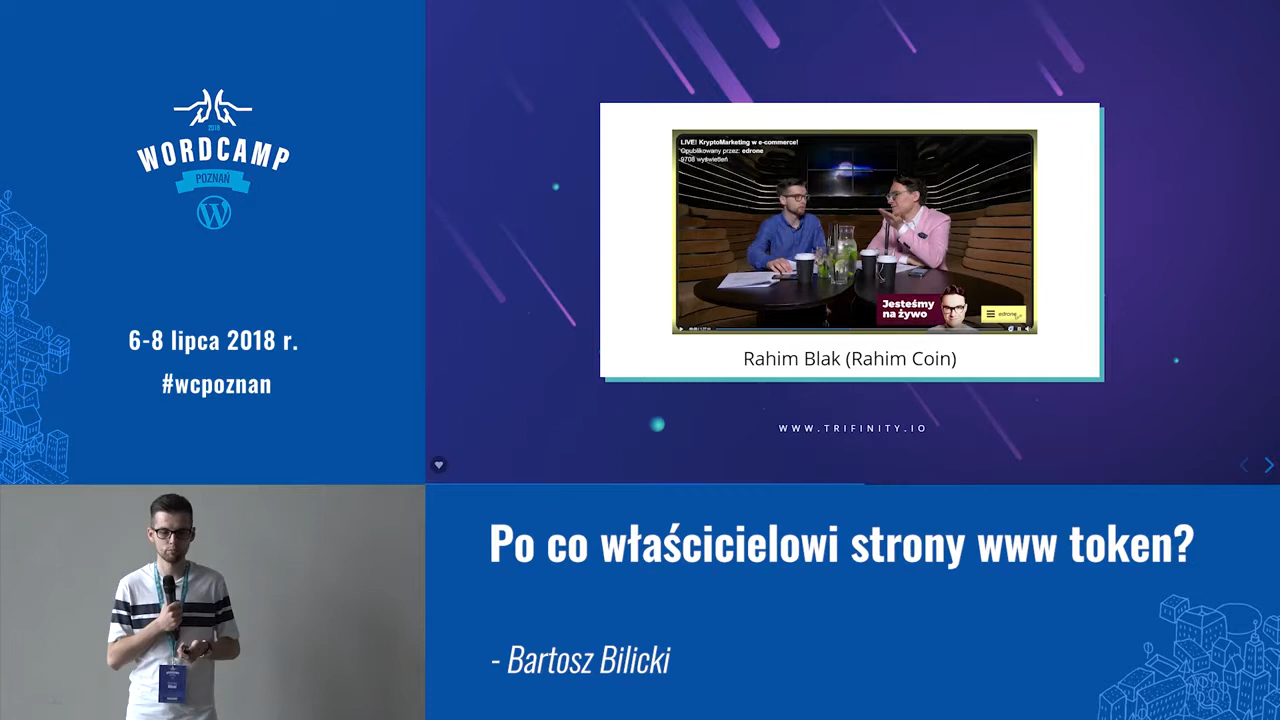 2018
WORDCAMP
POZNAŃ
6-8 lipca 2018 r.
#wcpoznan
LIVE! KryptoMarketing w e-commerce!
Opublikowany przez: edrone
9708 wyświetleń
Jesteśmy
na żywo
edrone
Rahim Blak (Rahim Coin)
WWW.TRIFINITY.IO
WORDCAMP
Po co właścicielowi strony www token?
- Bartosz Bilicki